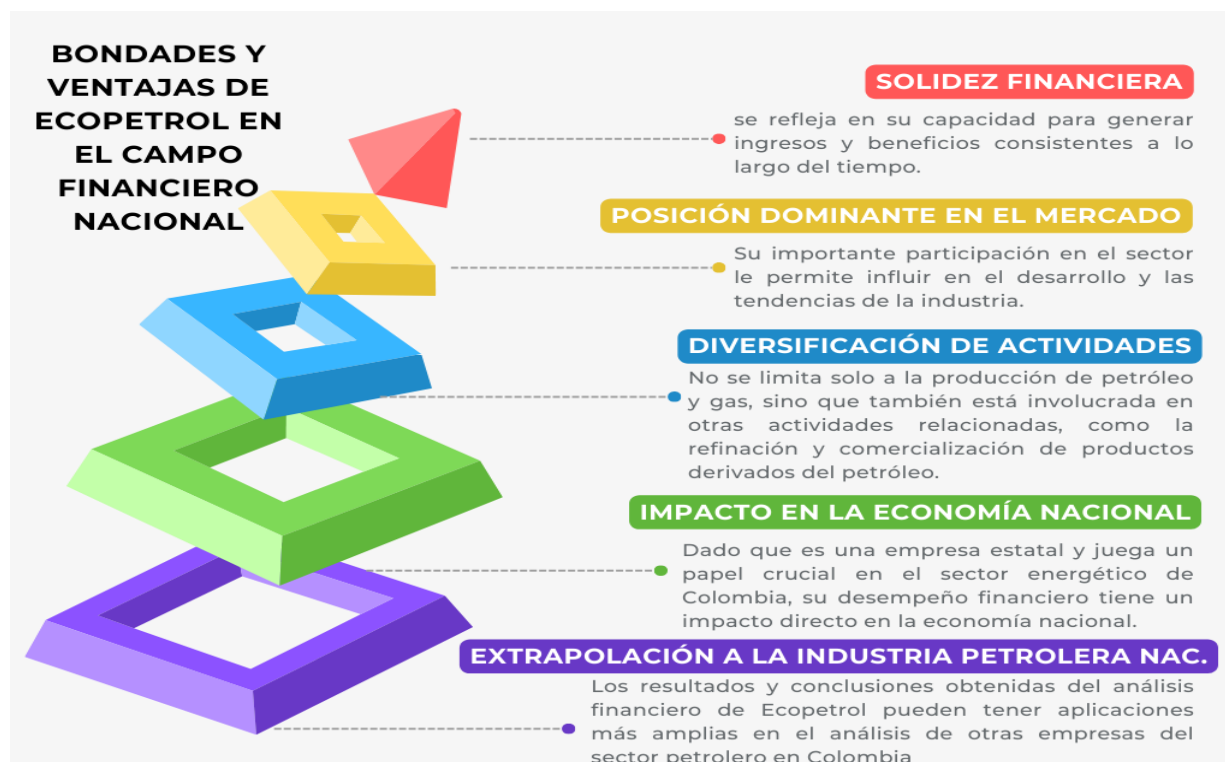 BONDADES Y
VENTAJAS DE
ECOPETROL EN
EL CAMPO
FINANCIERO
NACIONAL
SOLIDEZ FINANCIERA
se refleja en su capacidad para generar
ingresos y beneficios consistentes a lo
largo del tiempo.
POSICIÓN DOMINANTE EN EL MERCADO
Su importante participación en el sector
le permite influir en el desarrollo y las
tendencias de la industria.
DIVERSIFICACIÓN DE ACTIVIDADES
No se limita solo a la producción de petróleo
y gas, sino que también está involucrada en
otras actividades relacionadas, como la
refinación y comercialización de productos
derivados del petróleo.
IMPACTO EN LA ECONOMÍA NACIONAL
Dado que es una empresa estatal y juega un
papel crucial en el sector energético de
Colombia, su desempeño financiero tiene un
impacto directo en la economía nacional.
EXTRAPOLACIÓN A LA INDUSTRIA PETROLERA NAC.
Los resultados y conclusiones obtenidas del análisis
financiero de Ecopetrol pueden tener aplicaciones
más amplias en el análisis de otras empresas del
sector petrolero en Colombia